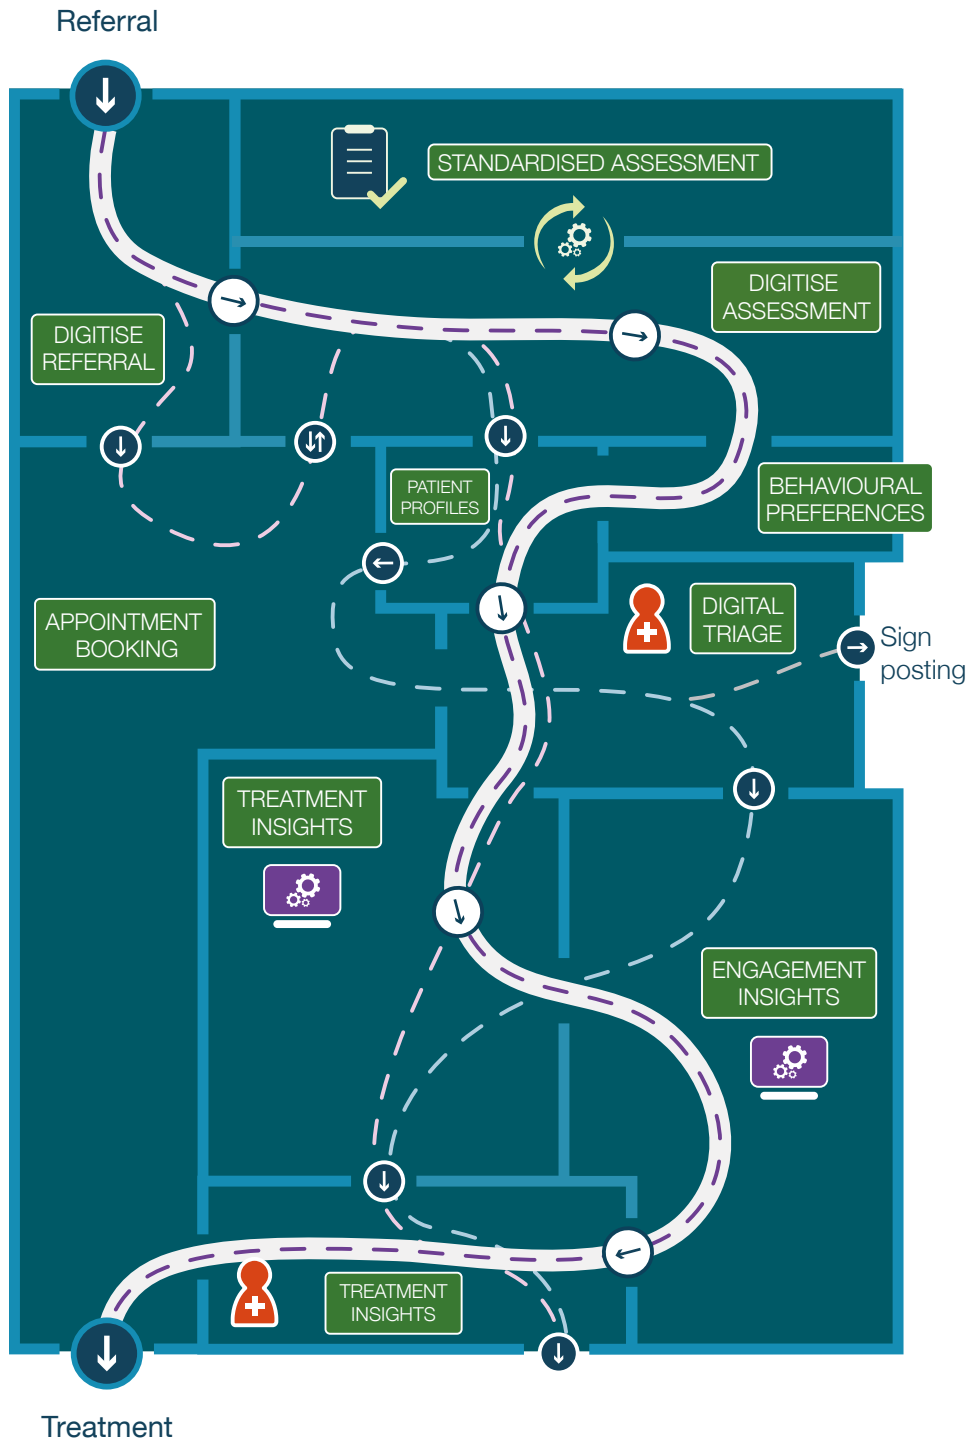 Referral
STANDARDISED ASSESSMENT
DIGITISE
ASSESSMENT
DIGITISE
REFERRAL
PATIENT
PROFILES
BEHAVIOURAL
PREFERENCES
APPOINTMENT
BOOKING
DIGITAL
TRIAGE
Sign
posting
TREATMENT
INSIGHTS
ENGAGEMENT
INSIGHTS
TREATMENT
INSIGHTS
Treatment